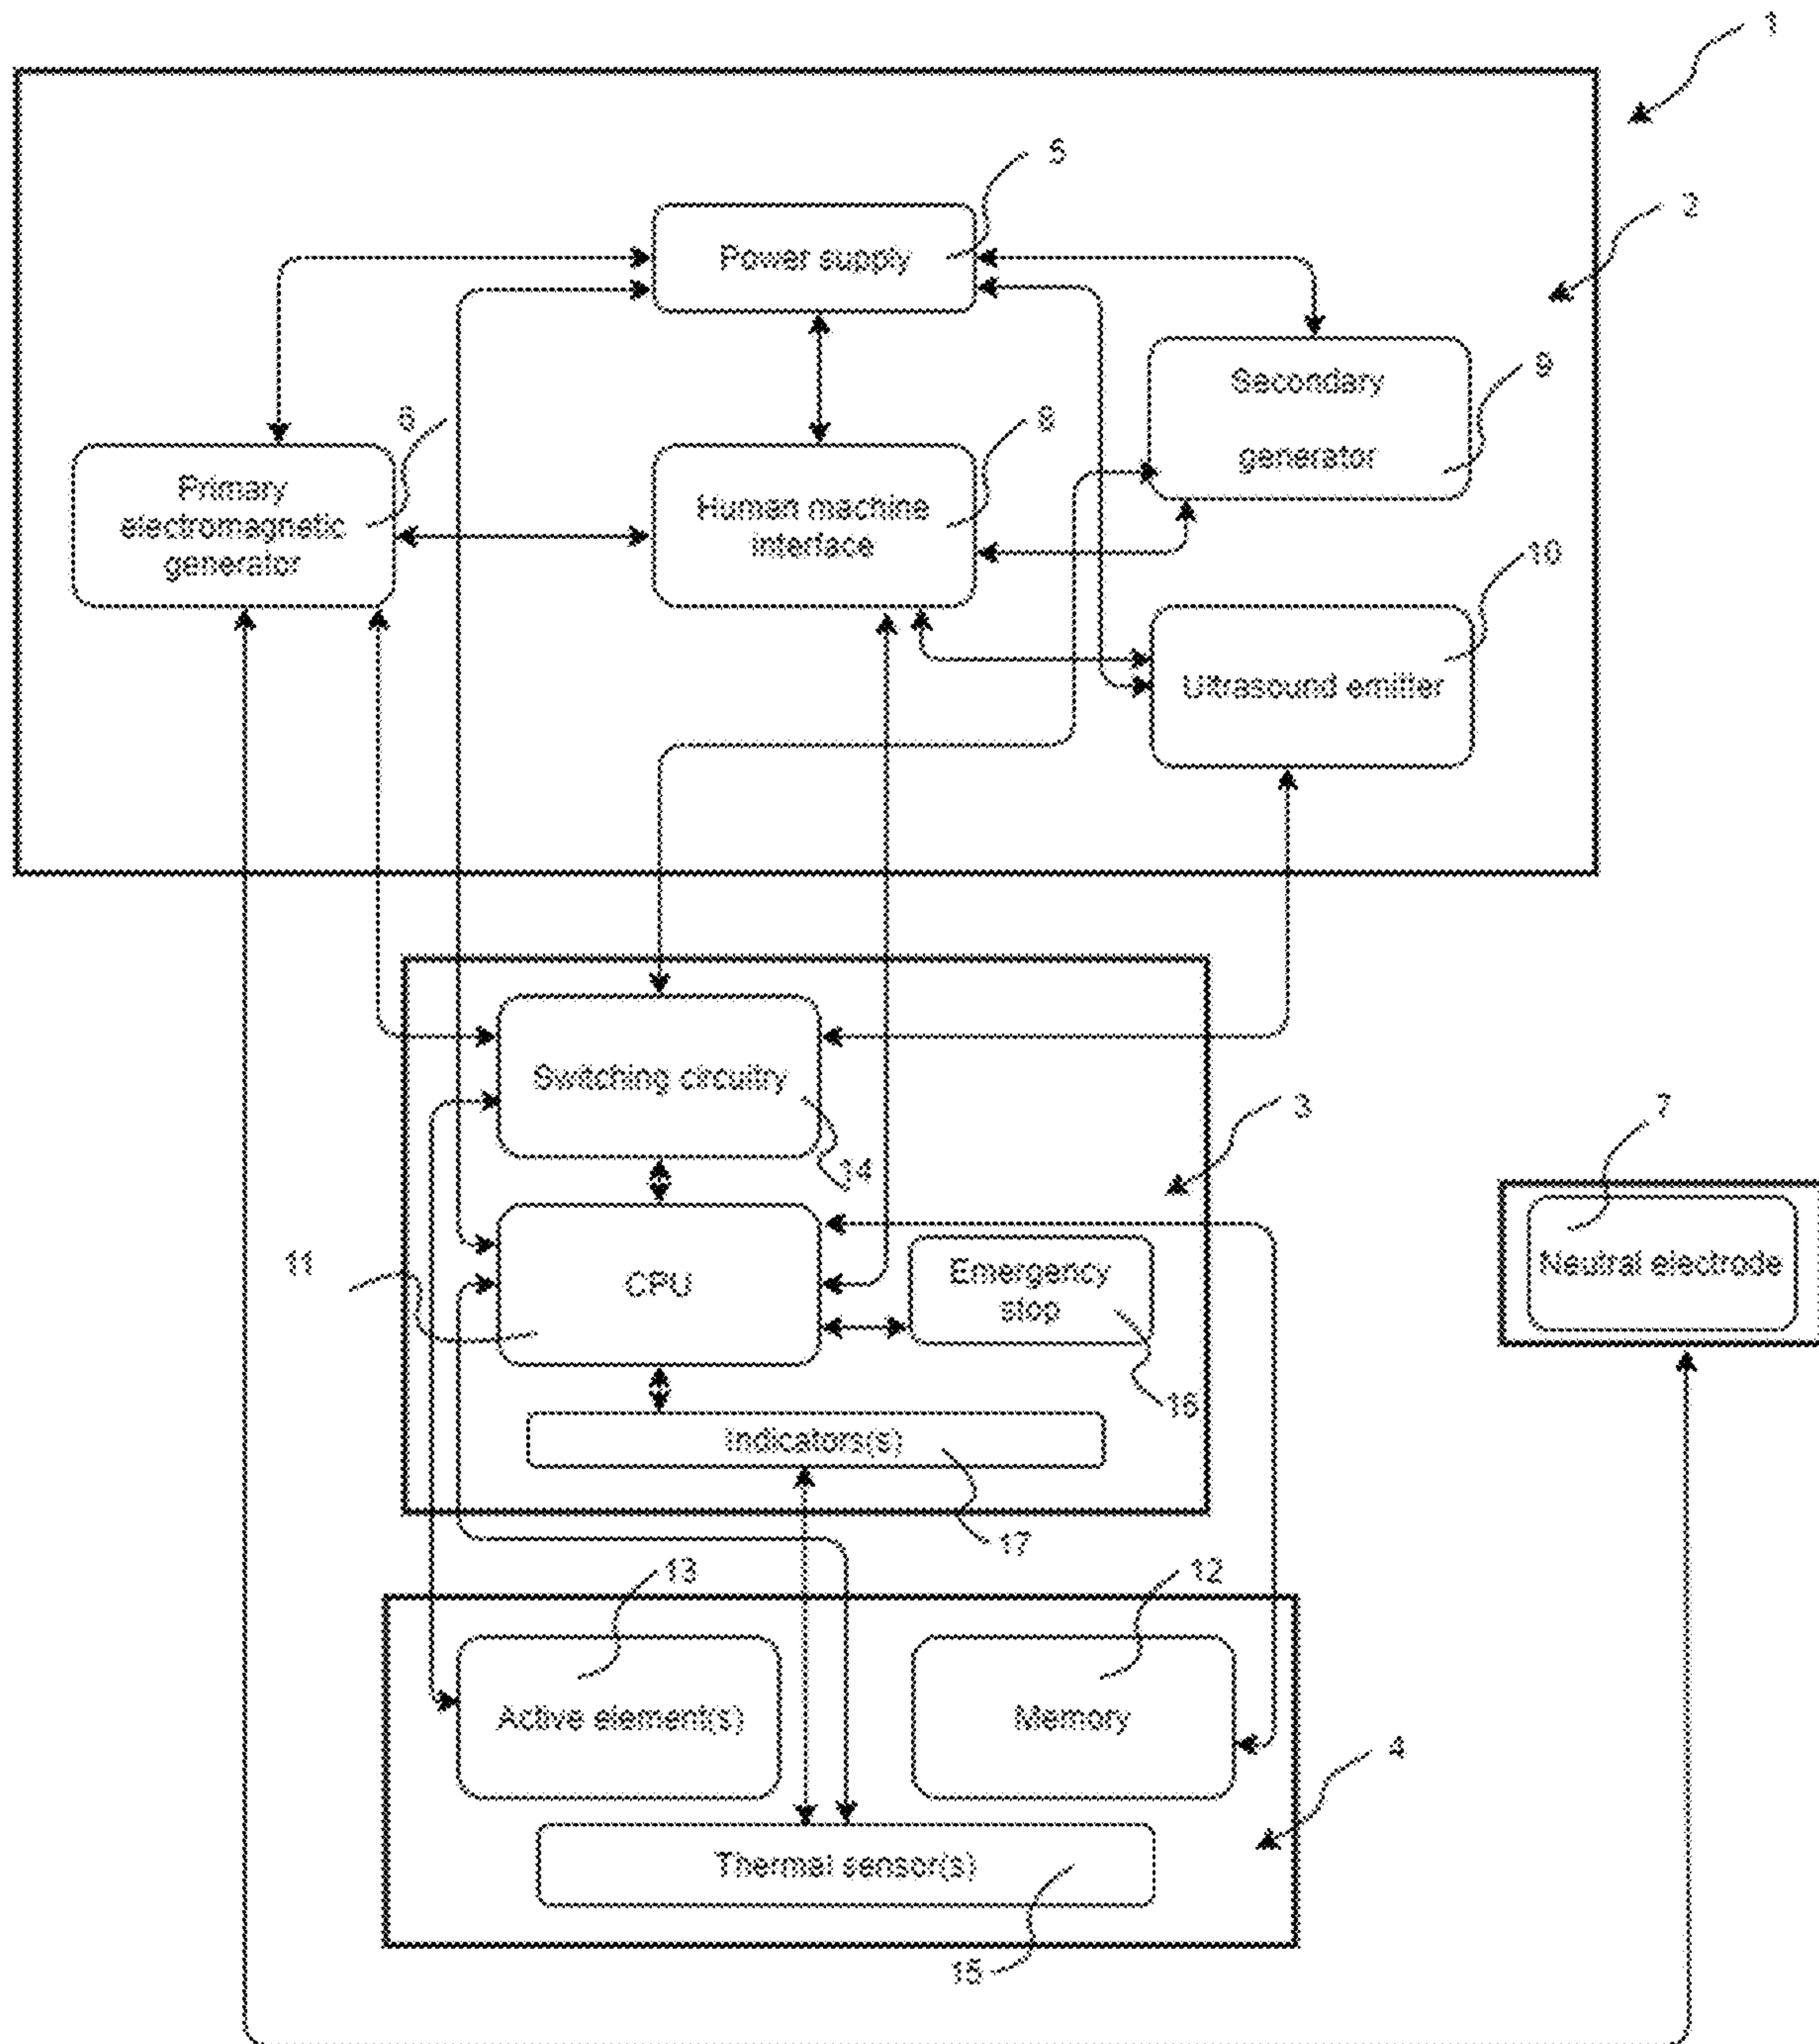 1
2
5
Power supply
9
Secondary
generator
6
8
Primary
electromagnetic
generator
Human machine
interface
10
Ultrasound emitter
Switching circuitry
14
3
7
Neutral electrode
11
CPU
Emergency
stop
16
Indicators(s)
17
13
12
Active element(s)
Memory
4
Thermal sensor(s)
15